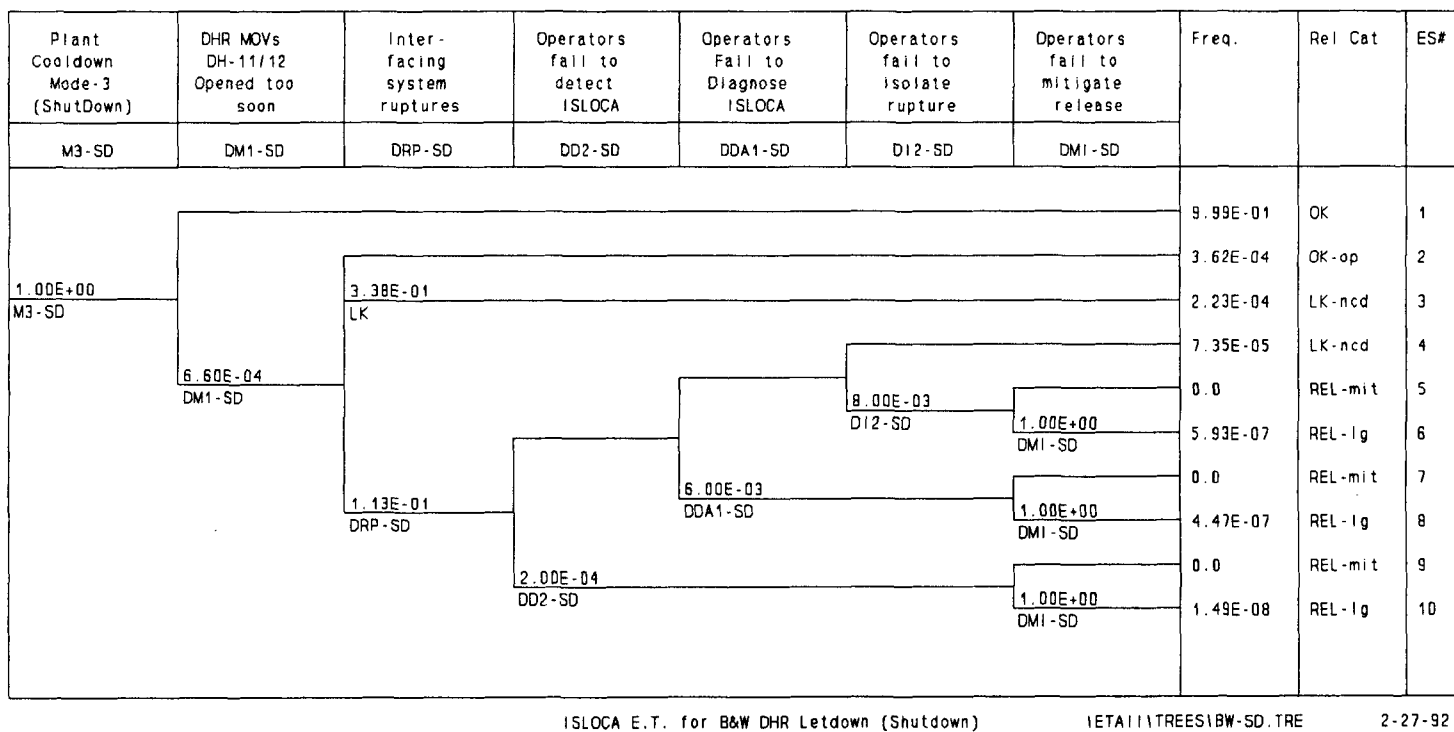 Plant
Cooldown
Mode-3
(ShutDown)
DHR MOVs
DH-11/12
Opened too
soon
Inter-
facing
system
ruptures
Operators
fail to
detect
ISLOCA
Operators
Fail to
Diagnose
ISLOCA
Operators
fail to
isolate
rupture
Operators
fail to
mitigate
release
Freq.
Rel Cat
ES#
M3-SD
DM1-SD
DRP-SD
DD2-SD
DDA1-SD
DI2-SD
DMI-SD
9.99E-01 OK 1
3.62E-04 OK-op 2
1.00E+00
M3-SD
3.38E-01
LK
2.23E-04 LK-ncd 3
7.35E-05 LK-ncd 4
6.60E-04
DM1-SD
0.0 REL-mit 5
8.00E-03
DI2-SD
1.00E+00
DMI-SD
5.93E-07 REL-lg 6
0.0 REL-mit 7
6.00E-03
DDA1-SD
1.13E-01
DRP-SD
1.00E+00
DMI-SD
4.47E-07 REL-lg 8
0.0 REL-mit 9
2.00E-04
DD2-SD
1.00E+00
DMI-SD
1.49E-08 REL-lg 10
ISLOCA E.T. for B&W DHR Letdown (Shutdown) \ETAIII\TREES\BW-SD.TRE 2-27-92